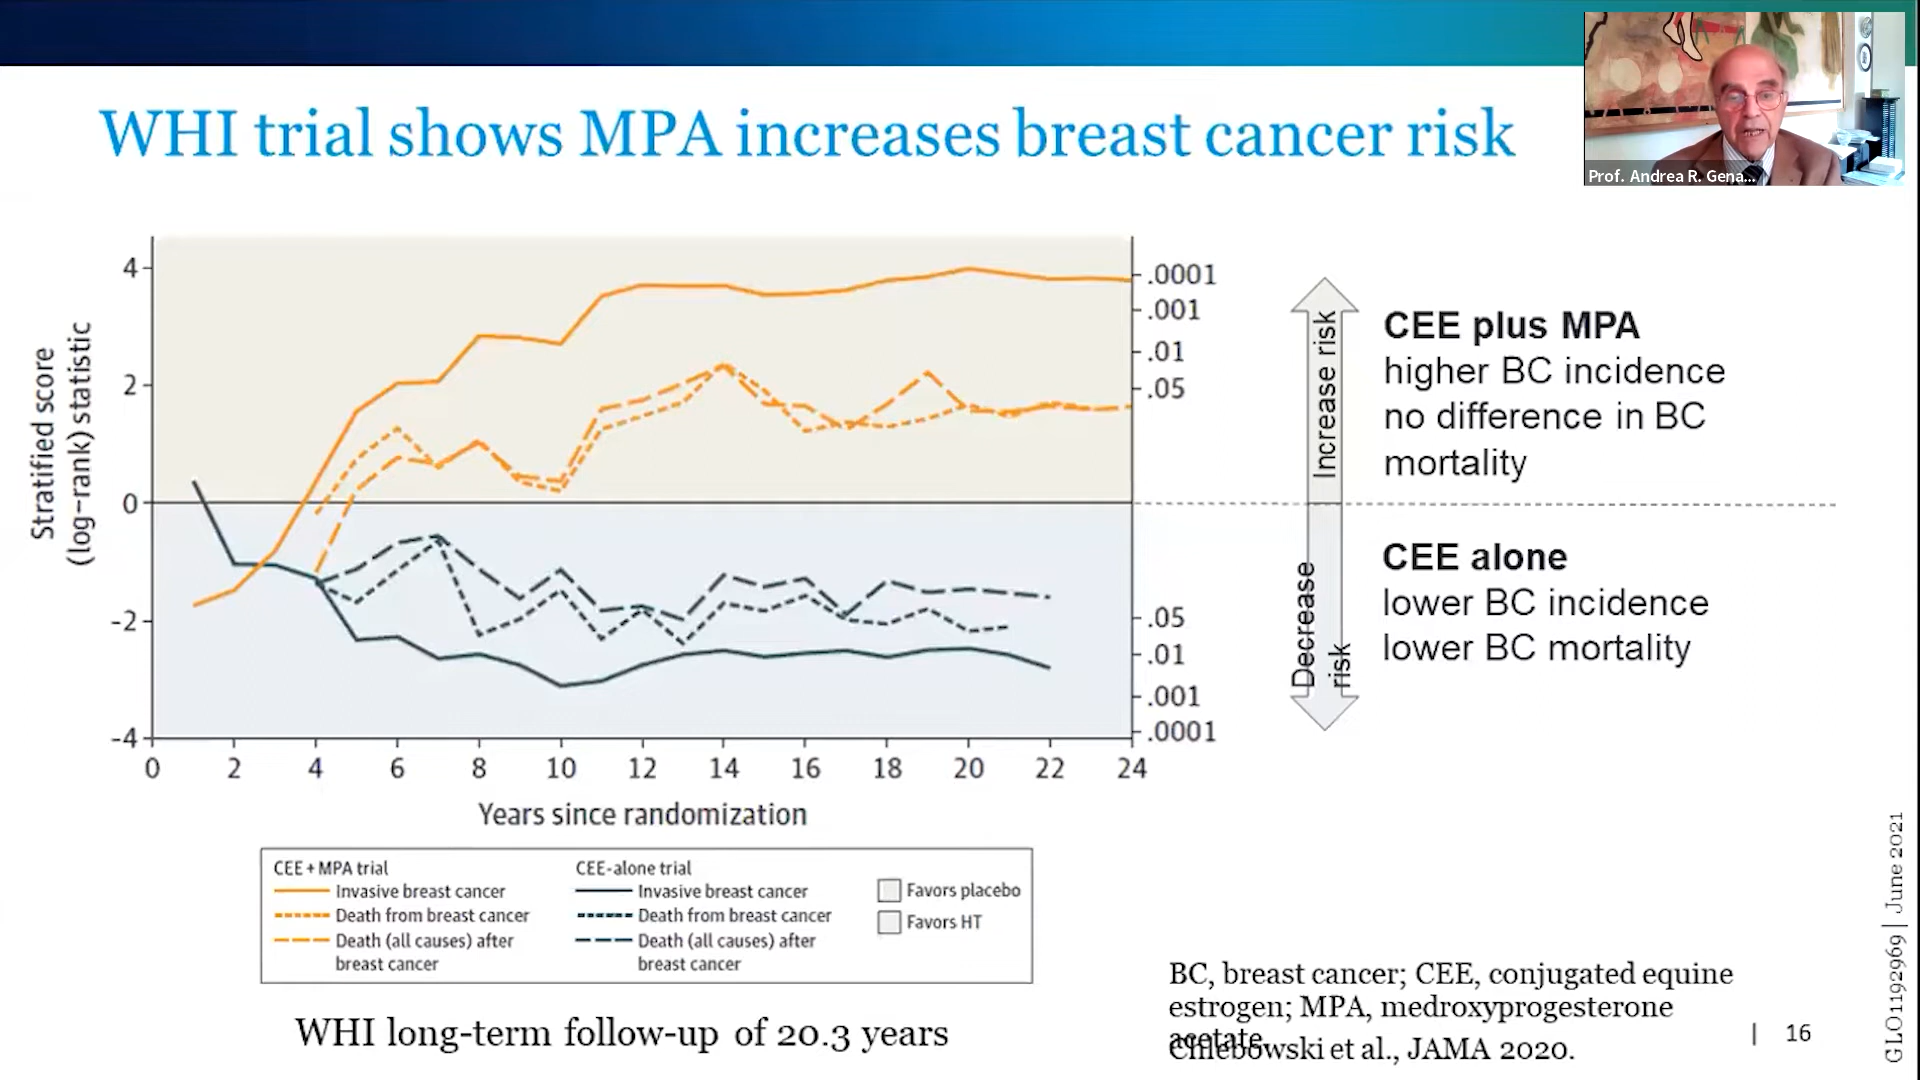 WHI trial shows MPA increases breast cancer risk
Prof. Andrea R. Gena...
Stratified score
(log-rank) statistic
4
2
0
-2
-4
.0001
.001
.01
.05
.05
.01
.001
.0001
0 2 4 6 8 10 12 14 16 18 20 22 24
Years since randomization
Increase risk
Decrease
risk
CEE plus MPA
higher BC incidence
no difference in BC
mortality
CEE alone
lower BC incidence
lower BC mortality
CEE + MPA trial
Invasive breast cancer
Death from breast cancer
Death (all causes) after
breast cancer
CEE-alone trial
Invasive breast cancer
Death from breast cancer
Death (all causes) after
breast cancer
Favors placebo
Favors HT
WHI long-term follow-up of 20.3 years
BC, breast cancer; CEE, conjugated equine
estrogen; MPA, medroxyprogesterone
acetate.
Chlebowski et al., JAMA 2020.
| 16
GLO1192969 | June 2021